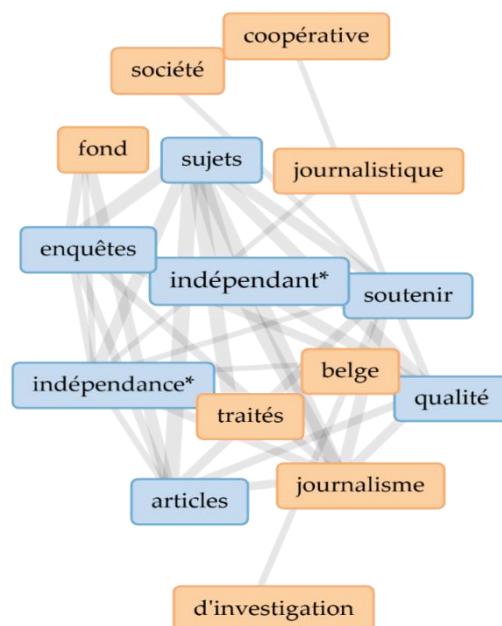 coopérative
société
fond
sujets
journalistique
enquêtes
indépendant*
soutenir
belge
indépendance*
qualité
traités
journalisme
articles
d'investigation